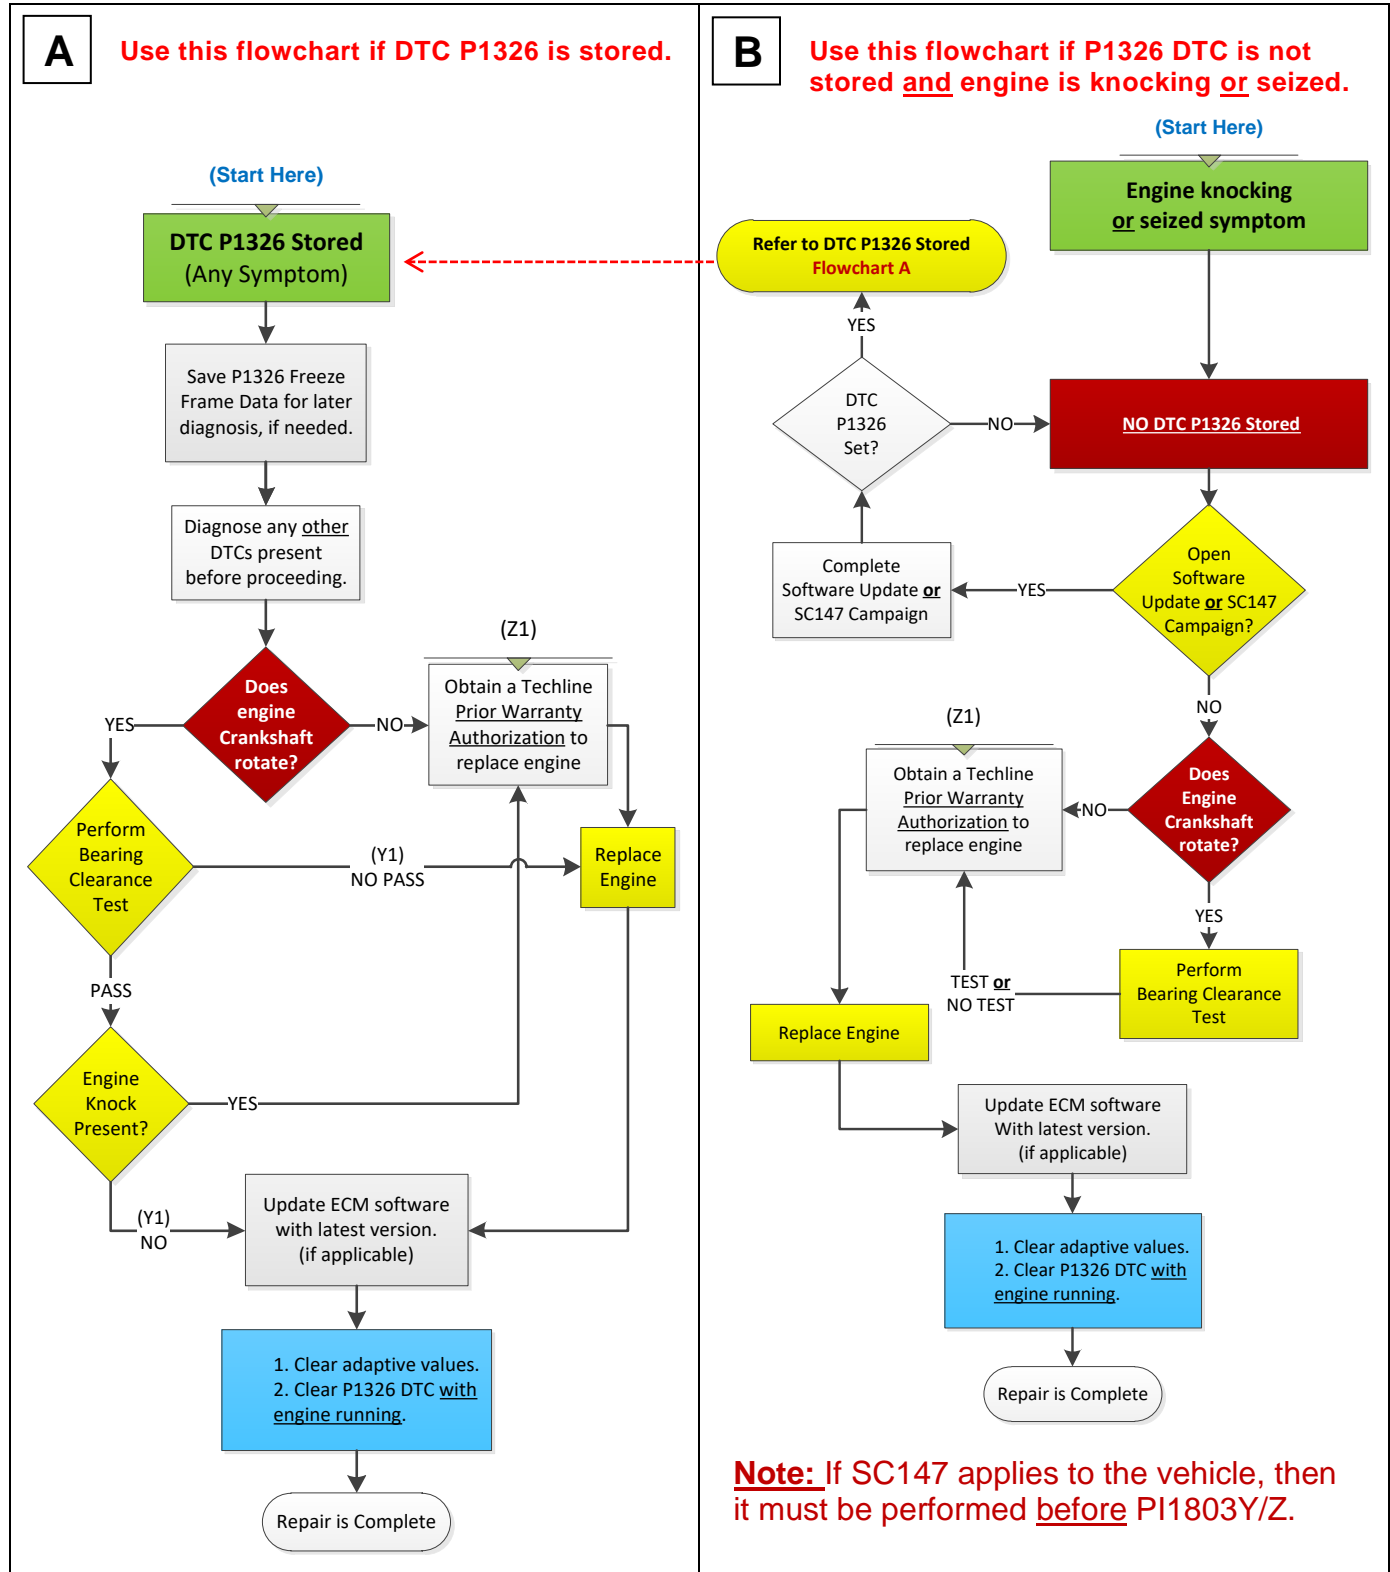 A
Use this flowchart if DTC P1326 is stored.
(Start Here)
DTC P1326 Stored
(Any Symptom)
Save P1326 Freeze
Frame Data for later
diagnosis, if needed.
Diagnose any other
DTCs present
before proceeding.
Does
engine
Crankshaft
rotate?
YES
NO
(Z1)
Obtain a Techline
Prior Warranty
Authorization to
replace engine
Perform
Bearing
Clearance
Test
(Y1)
NO PASS
Replace
Engine
PASS
Engine
Knock
Present?
YES
(Y1)
NO
Update ECM software
with latest version.
(if applicable)
1. Clear adaptive values.
2. Clear P1326 DTC with
engine running.
Repair is Complete
B
Use this flowchart if P1326 DTC is not
stored and engine is knocking or seized.
(Start Here)
Engine knocking
or seized symptom
Refer to DTC P1326 Stored
Flowchart A
YES
DTC
P1326
Set?
NO
NO DTC P1326 Stored
Open
Software
Update or SC147
Campaign?
YES
Complete
Software Update or
SC147 Campaign
NO
(Z1)
Obtain a Techline
Prior Warranty
Authorization to
replace engine
NO
Does
Engine
Crankshaft
rotate?
YES
Perform
Bearing Clearance
Test
TEST or
NO TEST
Replace Engine
Update ECM software
With latest version.
(if applicable)
1. Clear adaptive values.
2. Clear P1326 DTC with
engine running.
Repair is Complete
Note: If SC147 applies to the vehicle, then
it must be performed before PI1803Y/Z.